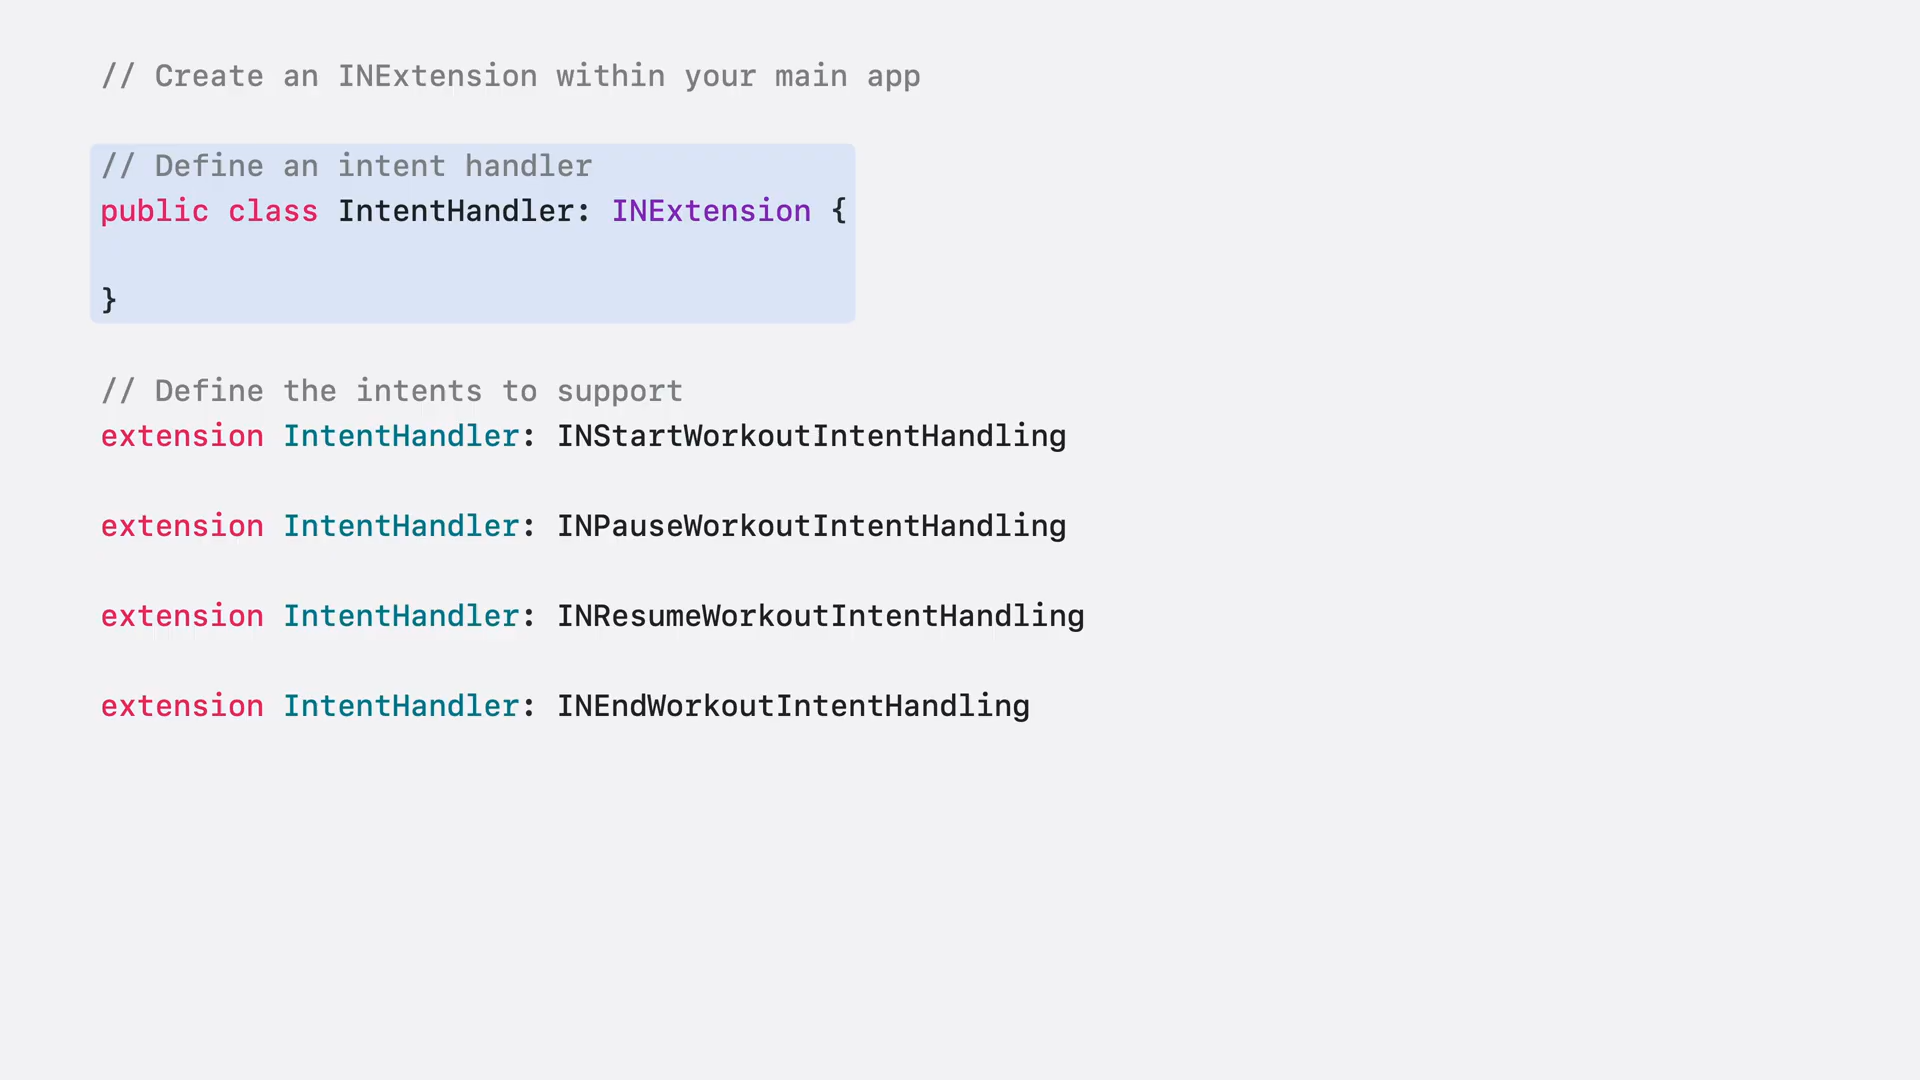 // Create an INExtension within your main app
// Define an intent handler
public class IntentHandler: INExtension {
}
// Define the intents to support
extension IntentHandler: INStartWorkoutIntentHandling
extension IntentHandler: INPauseWorkoutIntentHandling
extension IntentHandler: INResumeWorkoutIntentHandling
extension IntentHandler: INEndWorkoutIntentHandling